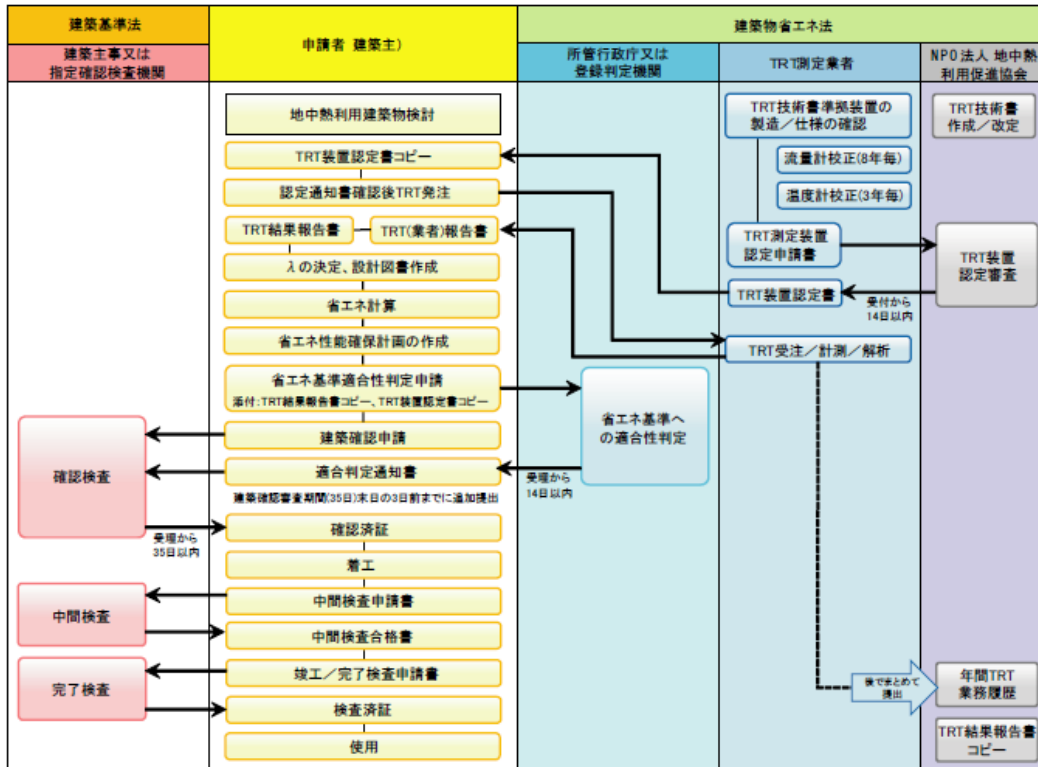 建築基準法
申請者 建築主)
建築物省エネ法
建築主事又は
指定確認検査機関
所管行政庁又は
登録判定機関
TRT測定業者
NPO法人 地中熱
利用促進協会
地中熱利用建築物検討
TRT技術書準拠装置の
製造/仕様の確認
TRT技術書
作成/改定
TRT装置認定書コピー
流量計校正(8年毎)
認定通知書確認後TRT発注
温度計校正(3年毎)
TRT結果報告書
TRT(業者)報告書
TRT測定装置
認定申請書
TRT装置
認定審査
λの決定、設計図書作成
TRT装置認定書
受付から
14日以内
省エネ計算
省エネ性能確保計画の作成
TRT受注/計測/解析
省エネ基準適合性判定申請
添付:TRT結果報告書コピー、TRT装置認定書コピー
省エネ基準へ
の適合性判定
建築確認申請
確認検査
適合判定通知書
受理から
14日以内
建築確認審査期間(35日)末日の3日前までに追加提出
受理から
35日以内
確認済証
着工
中間検査
中間検査申請書
中間検査合格書
完了検査
竣工/完了検査申請書
後でまとめて
提出
年間TRT
業務履歴
検査済証
TRT結果報告書
コピー
使用